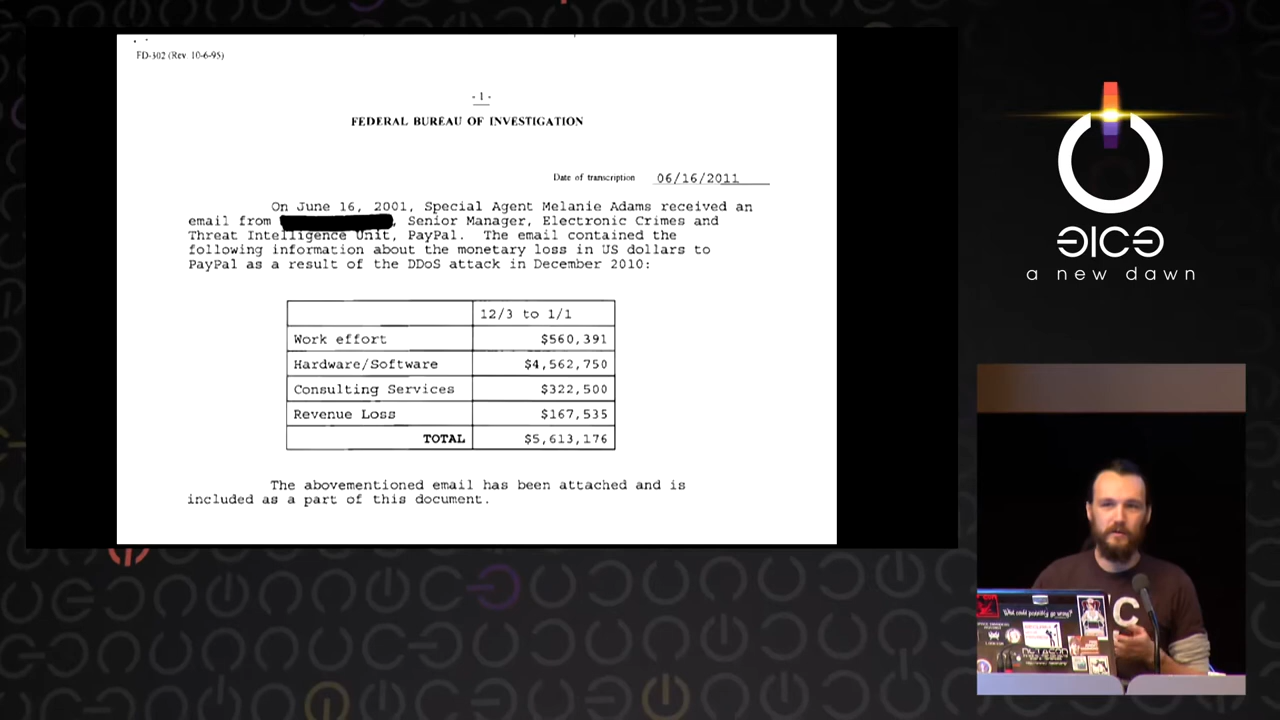 FD-302 (Rev. 10-6-95)
- 1 -
FEDERAL BUREAU OF INVESTIGATION
Date of transcription 06/16/2011
On June 16, 2001, Special Agent Melanie Adams received an
email from , Senior Manager, Electronic Crimes and
Threat Intelligence Unit, PayPal. The email contained the
following information about the monetary loss in US dollars to
PayPal as a result of the DDoS attack in December 2010:
12/3 to 1/1
Work effort $560,391
Hardware/Software $4,562,750
Consulting Services $322,500
Revenue Loss $167,535
TOTAL $5,613,176
The abovementioned email has been attached and is
included as a part of this document.
a new dawn
What could possibly go wrong?
C